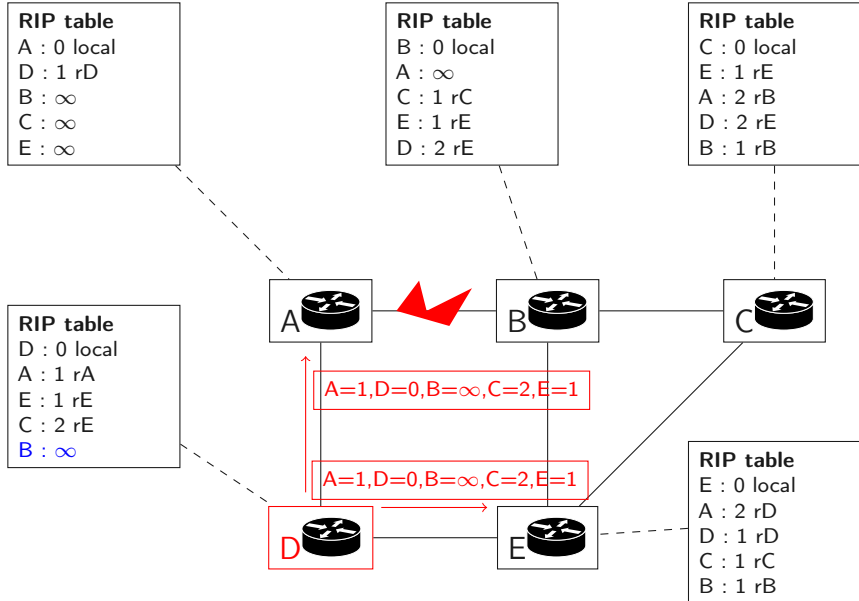 RIP table
A : 0 local
D : 1 rD
B : ∞
C : ∞
E : ∞
RIP table
B : 0 local
A : ∞
C : 1 rC
E : 1 rE
D : 2 rE
RIP table
C : 0 local
E : 1 rE
A : 2 rB
D : 2 rE
B : 1 rB
A
B
C
RIP table
D : 0 local
A : 1 rA
E : 1 rE
C : 2 rE
B : ∞
A=1,D=0,B=∞,C=2,E=1
A=1,D=0,B=∞,C=2,E=1
D
E
RIP table
E : 0 local
A : 2 rD
D : 1 rD
C : 1 rC
B : 1 rB